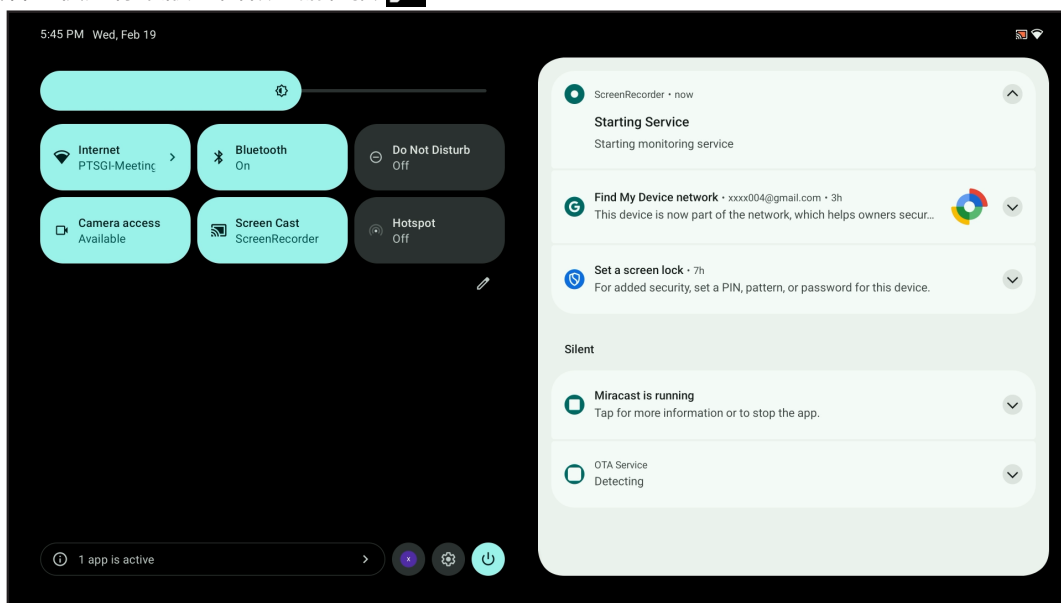 5:45 PM Wed, Feb 19
Internet
PTSGI-Meeting
Bluetooth
On
Do Not Disturb
Off
Camera access
Available
Screen Cast
ScreenRecorder
Hotspot
Off
1 app is active
x
ScreenRecorder • now
Starting Service
Starting monitoring service
G
Find My Device network • xxxx004@gmail.com • 3h
This device is now part of the network, which helps owners secur...
Set a screen lock • 7h
For added security, set a PIN, pattern, or password for this device.
Silent
Miracast is running
Tap for more information or to stop the app.
OTA Service
Detecting